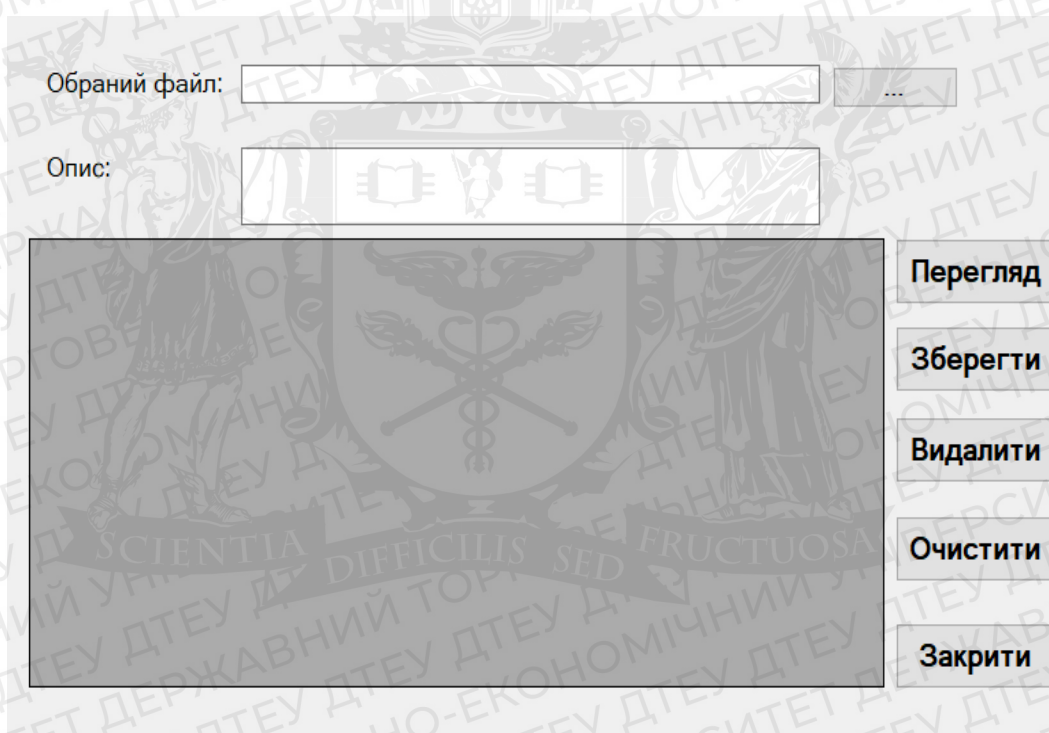 Обраний файл:
...
Опис:
Перегляд
Зберегти
Видалити
Очистити
Закрити
SCIENTIA DIFFICILIS SED FRUCTUOSA